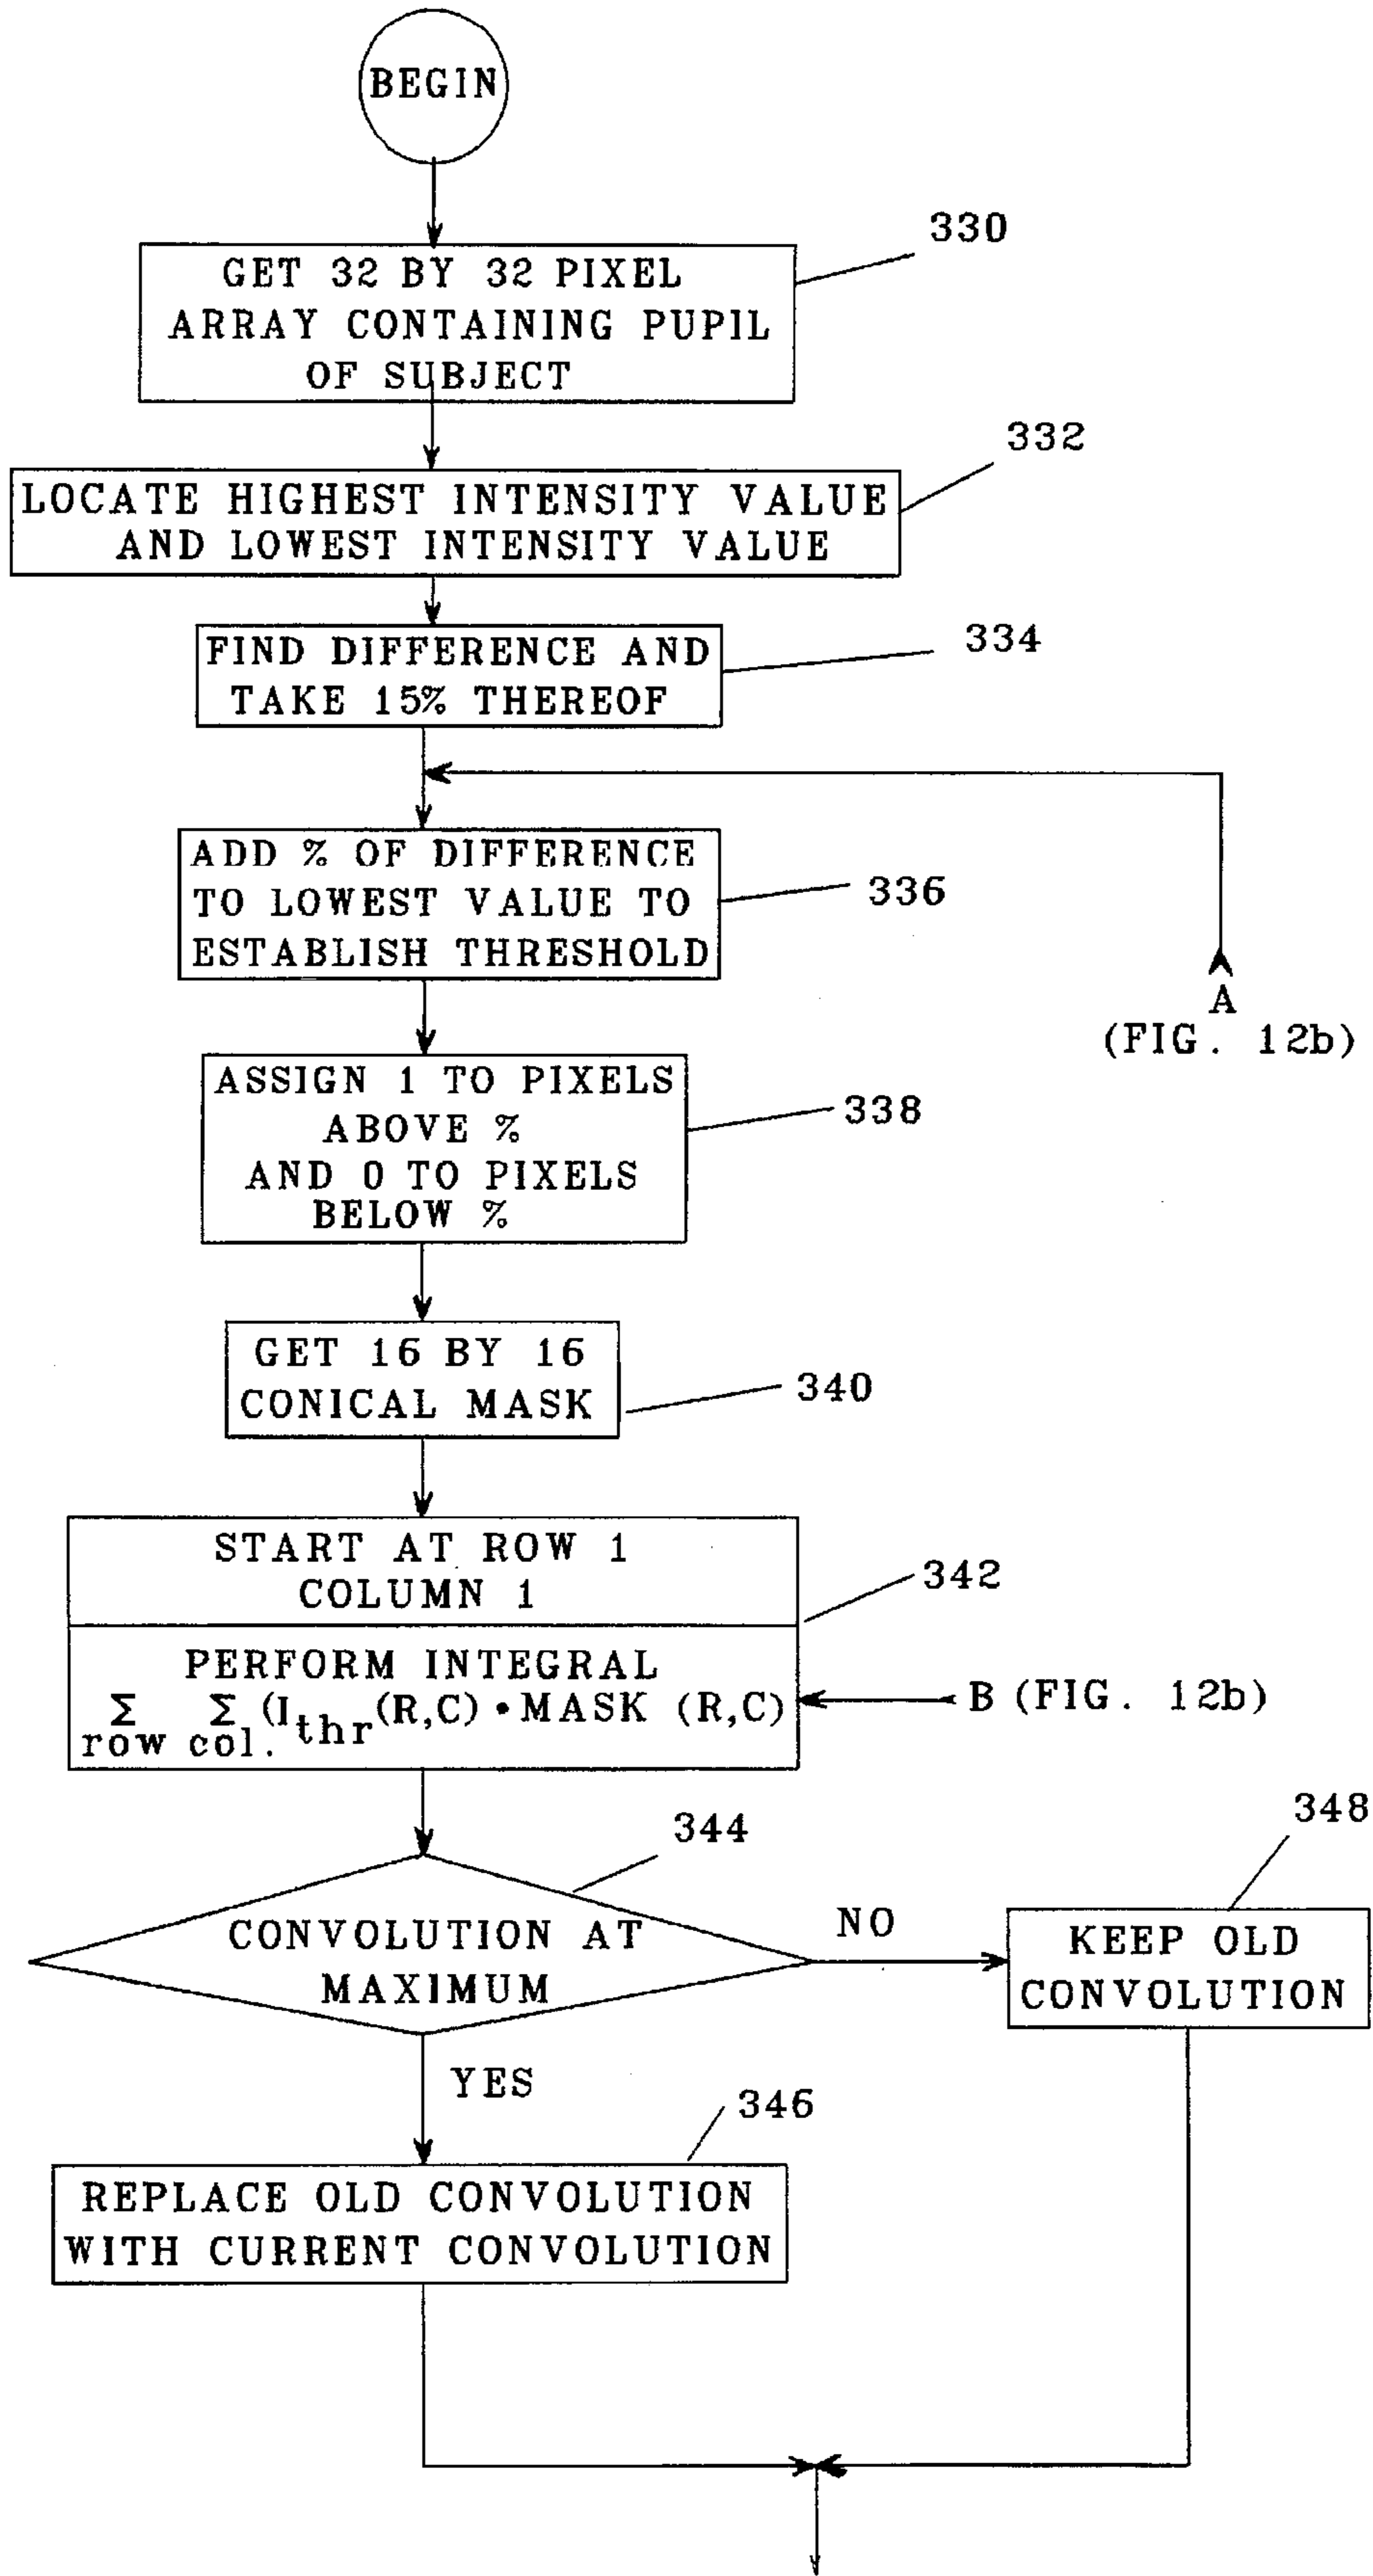 BEGIN
330
GET 32 BY 32 PIXEL
ARRAY CONTAINING PUPIL
OF SUBJECT
332
LOCATE HIGHEST INTENSITY VALUE
AND LOWEST INTENSITY VALUE
334
FIND DIFFERENCE AND
TAKE 15% THEREOF
ADD % OF DIFFERENCE
TO LOWEST VALUE TO
ESTABLISH THRESHOLD
336
A
(FIG. 12b)
ASSIGN 1 TO PIXELS
ABOVE %
AND 0 TO PIXELS
BELOW %
338
GET 16 BY 16
CONICAL MASK
340
START AT ROW 1
COLUMN 1
342
PERFORM INTEGRAL
Σ Σ (I thr (R,C) • MASK (R,C)
row col.
B (FIG. 12b)
344
CONVOLUTION AT
MAXIMUM
NO
348
KEEP OLD
CONVOLUTION
YES
346
REPLACE OLD CONVOLUTION
WITH CURRENT CONVOLUTION